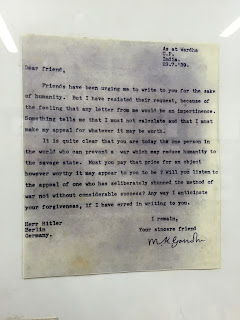 As at Wardha
C.P.
India.
23.7.'39.
Dear friend,
Friends have been urging me to write to you for the sake
of humanity. But I have resisted their request, because of
the feeling that any letter from me would be an impertinence.
Something tells me that I must not calculate and that I must
make my appeal for whatever it may be worth.
It is quite clear that you are today the one person in
the world who can prevent a war which may reduce humanity to
the savage state. Must you pay that price for an object
however worthy it may appear to you to be ? Will you listen to
the appeal of one who has deliberately shunned the method of
war not without considerable success? Any way I anticipate
your forgiveness, if I have erred in writing to you.
I remain,
Herr Hitler
Your sincere friend
Berlin
Germany.
M K Gandhi